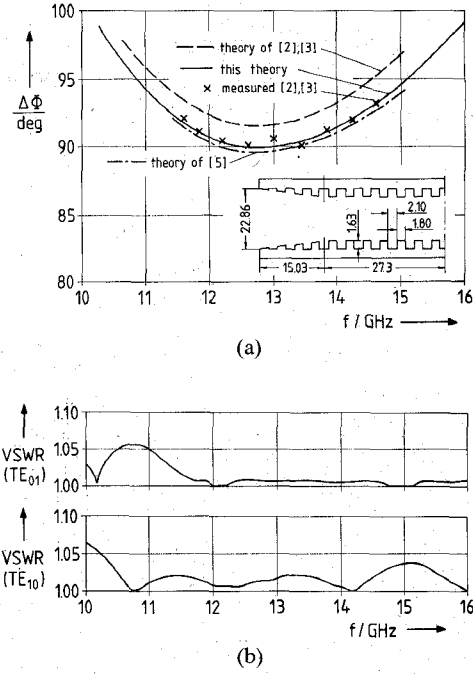 (a)
100
95
90
85
80
ΔΦ
deg
theory of [2],[3]
this theory
× measured [2],[3]
theory of [5]
22.86
1.63
2.10
1.80
15.03
27.3
10 11 12 13 14 15 16
f / GHz
(a)
1.10
VSWR
1.05
(TE01)
1.00
1.10
VSWR
1.05
(TE10)
1.00
10 11 12 13 14 15 16
f / GHz
(b)